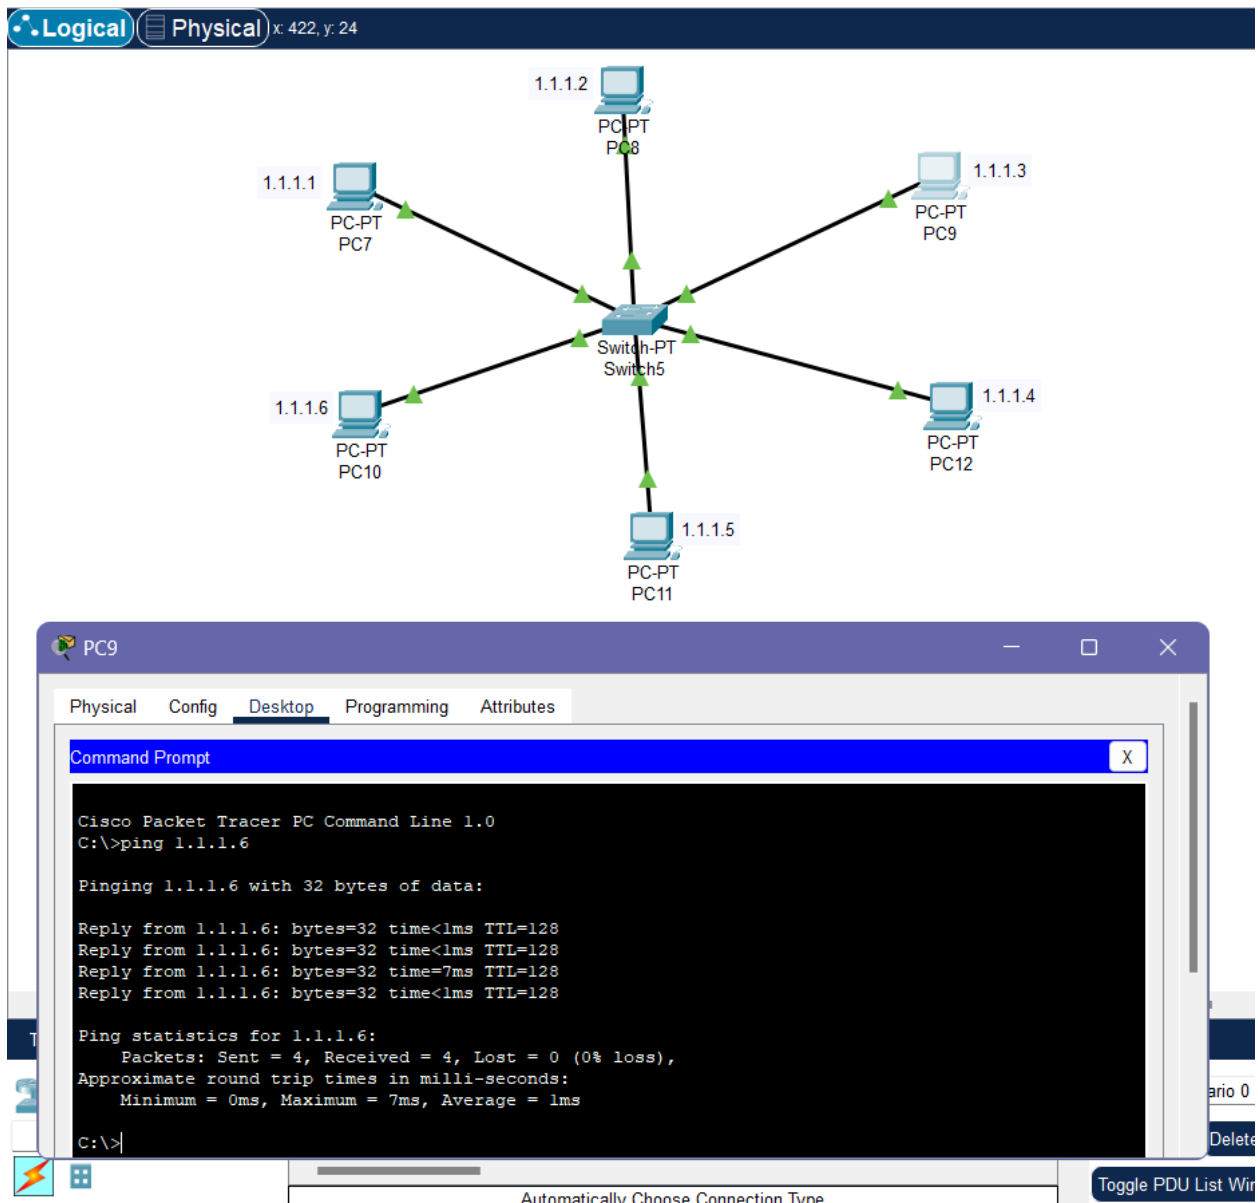 Logical Physical x: 422, y: 24
1.1.1.2
PC-PT
PC8
1.1.1.1
PC-PT
PC7
1.1.1.3
PC-PT
PC9
Switch-PT
Switch5
1.1.1.6
PC-PT
PC10
1.1.1.4
PC-PT
PC12
1.1.1.5
PC-PT
PC11
PC9
Physical Config Desktop Programming Attributes
Command Prompt X
Cisco Packet Tracer PC Command Line 1.0
C:\>ping 1.1.1.6
Pinging 1.1.1.6 with 32 bytes of data:
Reply from 1.1.1.6: bytes=32 time<1ms TTL=128
Reply from 1.1.1.6: bytes=32 time<1ms TTL=128
Reply from 1.1.1.6: bytes=32 time=7ms TTL=128
Reply from 1.1.1.6: bytes=32 time<1ms TTL=128
Ping statistics for 1.1.1.6:
Packets: Sent = 4, Received = 4, Lost = 0 (0% loss),
Approximate round trip times in milli-seconds:
Minimum = 0ms, Maximum = 7ms, Average = 1ms
C:\>
ario 0
Delete
Toggle PDU List Wi
Automatically Choose Connection Type